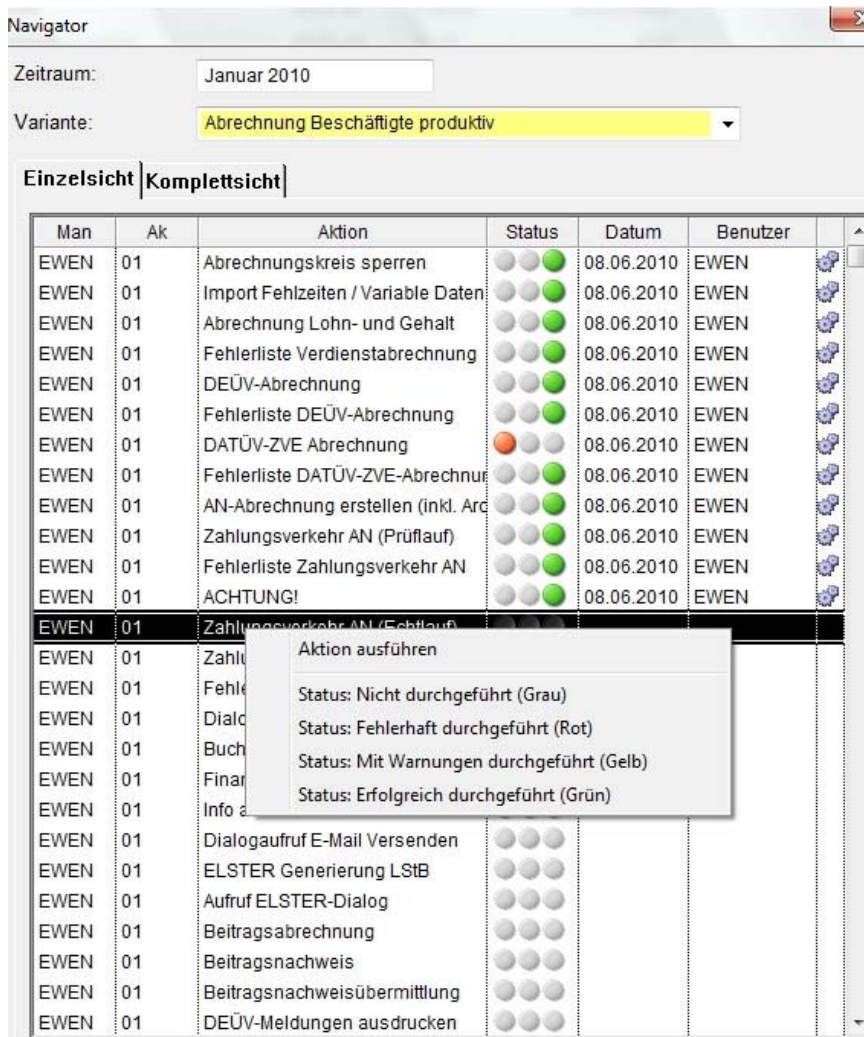 Navigator
Zeitraum: Januar 2010
Variante: Abrechnung Beschäftigte produktiv
Einzelsicht Komplettsicht
Man Ak Aktion Status Datum Benutzer
EWEN 01 Abrechnungskreis sperren 08.06.2010 EWEN
EWEN 01 Import Fehlzeiten / Variable Daten 08.06.2010 EWEN
EWEN 01 Abrechnung Lohn- und Gehalt 08.06.2010 EWEN
EWEN 01 Fehlerliste Verdienstabrechnung 08.06.2010 EWEN
EWEN 01 DEÜV-Abrechnung 08.06.2010 EWEN
EWEN 01 Fehlerliste DEÜV-Abrechnung 08.06.2010 EWEN
EWEN 01 DATÜV-ZVE Abrechnung 08.06.2010 EWEN
EWEN 01 Fehlerliste DATÜV-ZVE-Abrechnur 08.06.2010 EWEN
EWEN 01 AN-Abrechnung erstellen (inkl. Arc 08.06.2010 EWEN
EWEN 01 Zahlungsverkehr AN (Prüflauf) 08.06.2010 EWEN
EWEN 01 Fehlerliste Zahlungsverkehr AN 08.06.2010 EWEN
EWEN 01 ACHTUNG! 08.06.2010 EWEN
EWEN 01 Zahlungsverkehr AN (Echtlauf)
EWEN 01 Zahlu
EWEN 01 Fehle
EWEN 01 Dialo
EWEN 01 Buch
EWEN 01 Finan
EWEN 01 Info a
Aktion ausführen
Status: Nicht durchgeführt (Grau)
Status: Fehlerhaft durchgeführt (Rot)
Status: Mit Warnungen durchgeführt (Gelb)
Status: Erfolgreich durchgeführt (Grün)
EWEN 01 Dialogaufruf E-Mail Versenden
EWEN 01 ELSTER Generierung LStB
EWEN 01 Aufruf ELSTER-Dialog
EWEN 01 Beitragsabrechnung
EWEN 01 Beitragsnachweis
EWEN 01 Beitragsnachweisübermittlung
EWEN 01 DEÜV-Meldungen ausdrucken